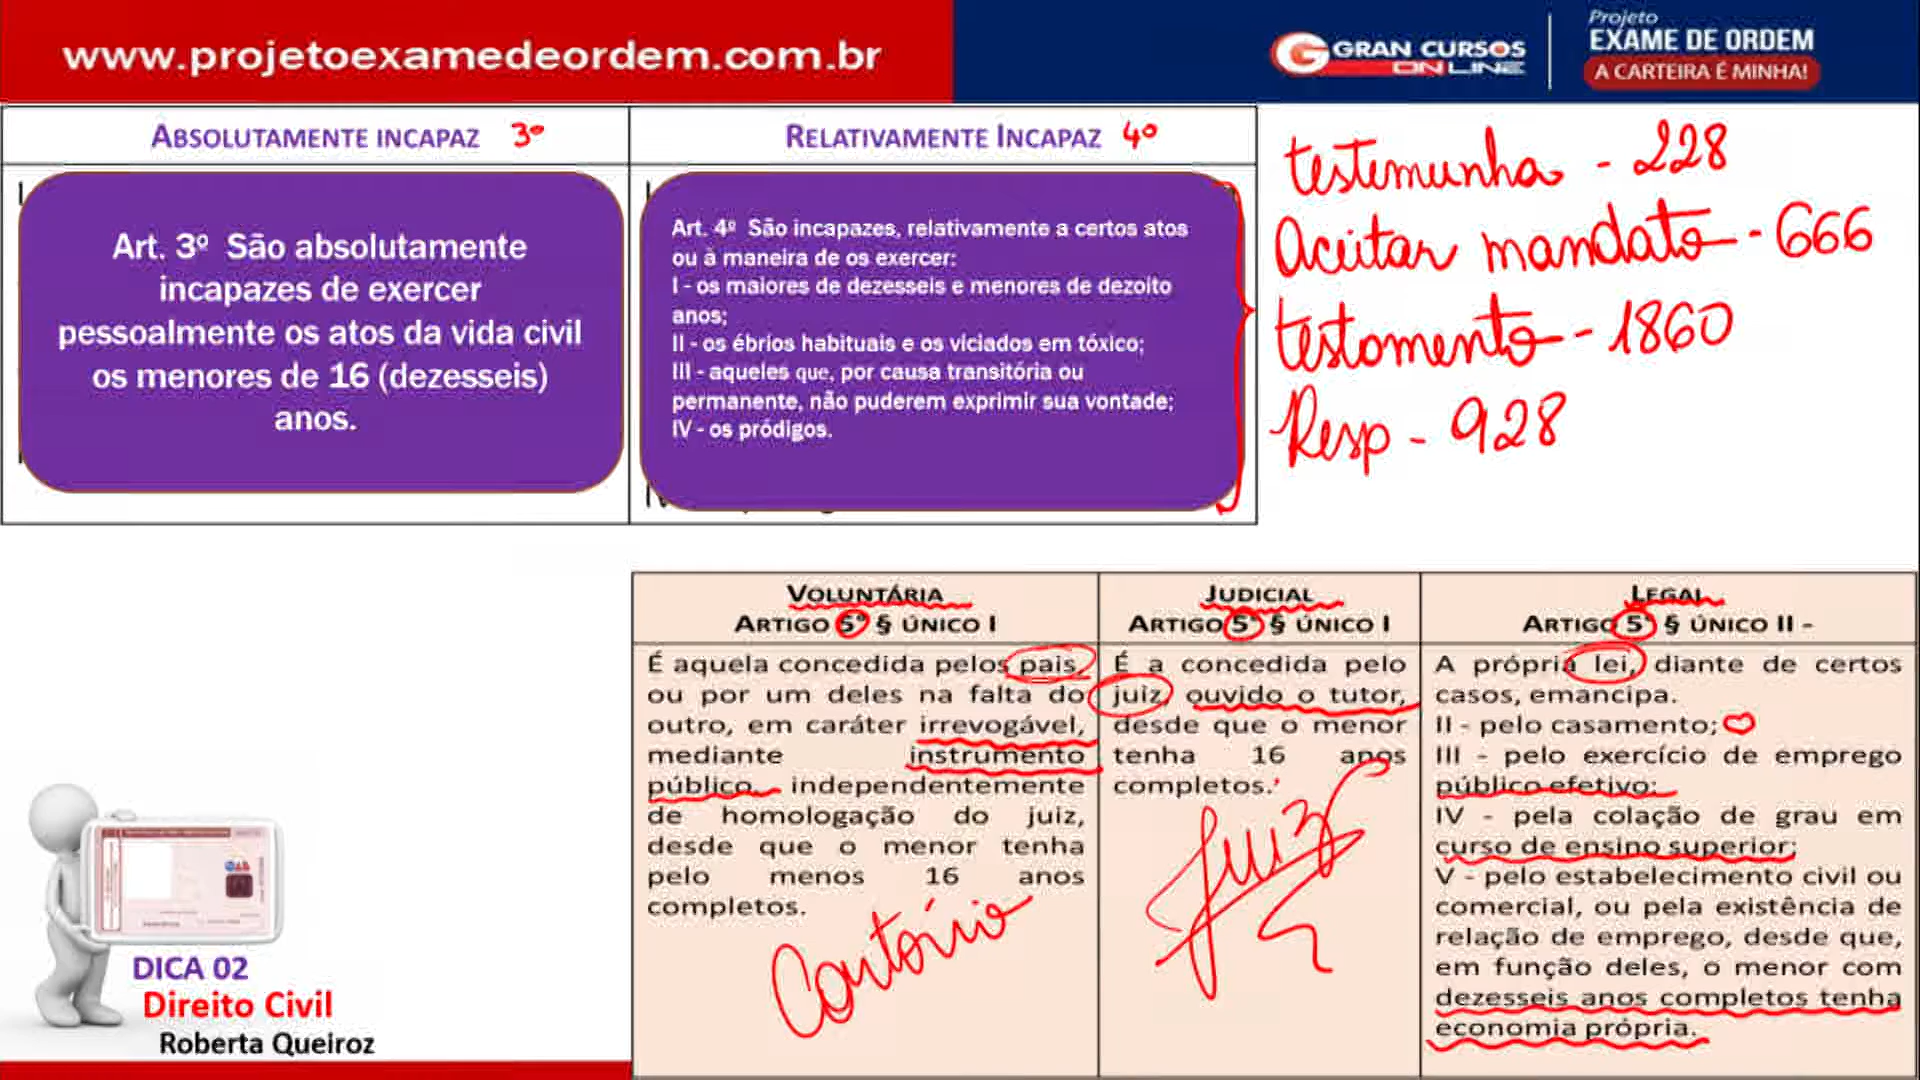 www.projetoexamedeordem.com.br
GRAN CURSOS
ONLINE
Projeto
EXAME DE ORDEM
A CARTEIRA É MINHA!
ABSOLUTAMENTE INCAPAZ 3º
RELATIVAMENTE INCAPAZ 4º
Art. 3º São absolutamente
incapazes de exercer
pessoalmente os atos da vida civil
os menores de 16 (dezesseis)
anos.
Art. 4º São incapazes, relativamente a certos atos
ou à maneira de os exercer:
I - os maiores de dezesseis e menores de dezoito
anos;
II - os ébrios habituais e os viciados em tóxico;
III - aqueles que, por causa transitória ou
permanente, não puderem exprimir sua vontade;
IV - os pródigos.
testemunha - 228
Aceitar mandato - 666
testamento - 1860
Resp - 928
VOLUNTÁRIA
ARTIGO 5º § ÚNICO I
É aquela concedida pelos pais,
ou por um deles na falta do
outro, em caráter irrevogável,
mediante instrumento
público, independentemente
de homologação do juiz,
desde que o menor tenha
pelo menos 16 anos
completos.
Cartório
JUDICIAL
ARTIGO 5º § ÚNICO I
É a concedida pelo
juiz, ouvido o tutor,
desde que o menor
tenha 16 anos
completos.
Juiz
LEGAL
ARTIGO 5º § ÚNICO II -
A própria lei, diante de certos
casos, emancipa.
II - pelo casamento;
III - pelo exercício de emprego
público efetivo;
IV - pela colação de grau em
curso de ensino superior;
V - pelo estabelecimento civil ou
comercial, ou pela existência de
relação de emprego, desde que,
em função deles, o menor com
dezesseis anos completos tenha
economia própria.
OAB
DICA 02
Direito Civil
Roberta Queiroz